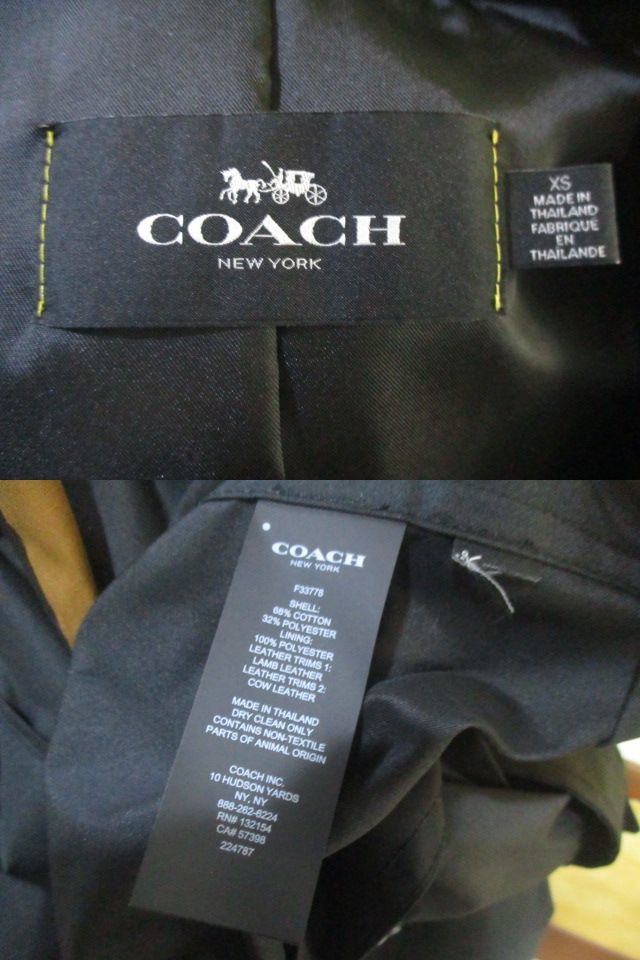 COACH
NEW YORK
XS
MADE IN
THAILAND
FABRIQUE
EN
THAILANDE
COACH
NEW YORK
F33778
SHELL:
68% COTTON
32% POLYESTER
LINING:
100% POLYESTER
LEATHER TRIMS 1:
LAMB LEATHER
LEATHER TRIMS 2:
COW LEATHER
MADE IN THAILAND
DRY CLEAN ONLY
CONTAINS NON-TEXTILE
PARTS OF ANIMAL ORIGIN
COACH INC.
10 HUDSON YARDS
NY, NY
888-262-6224
RN# 132154
CA# 57398
224787